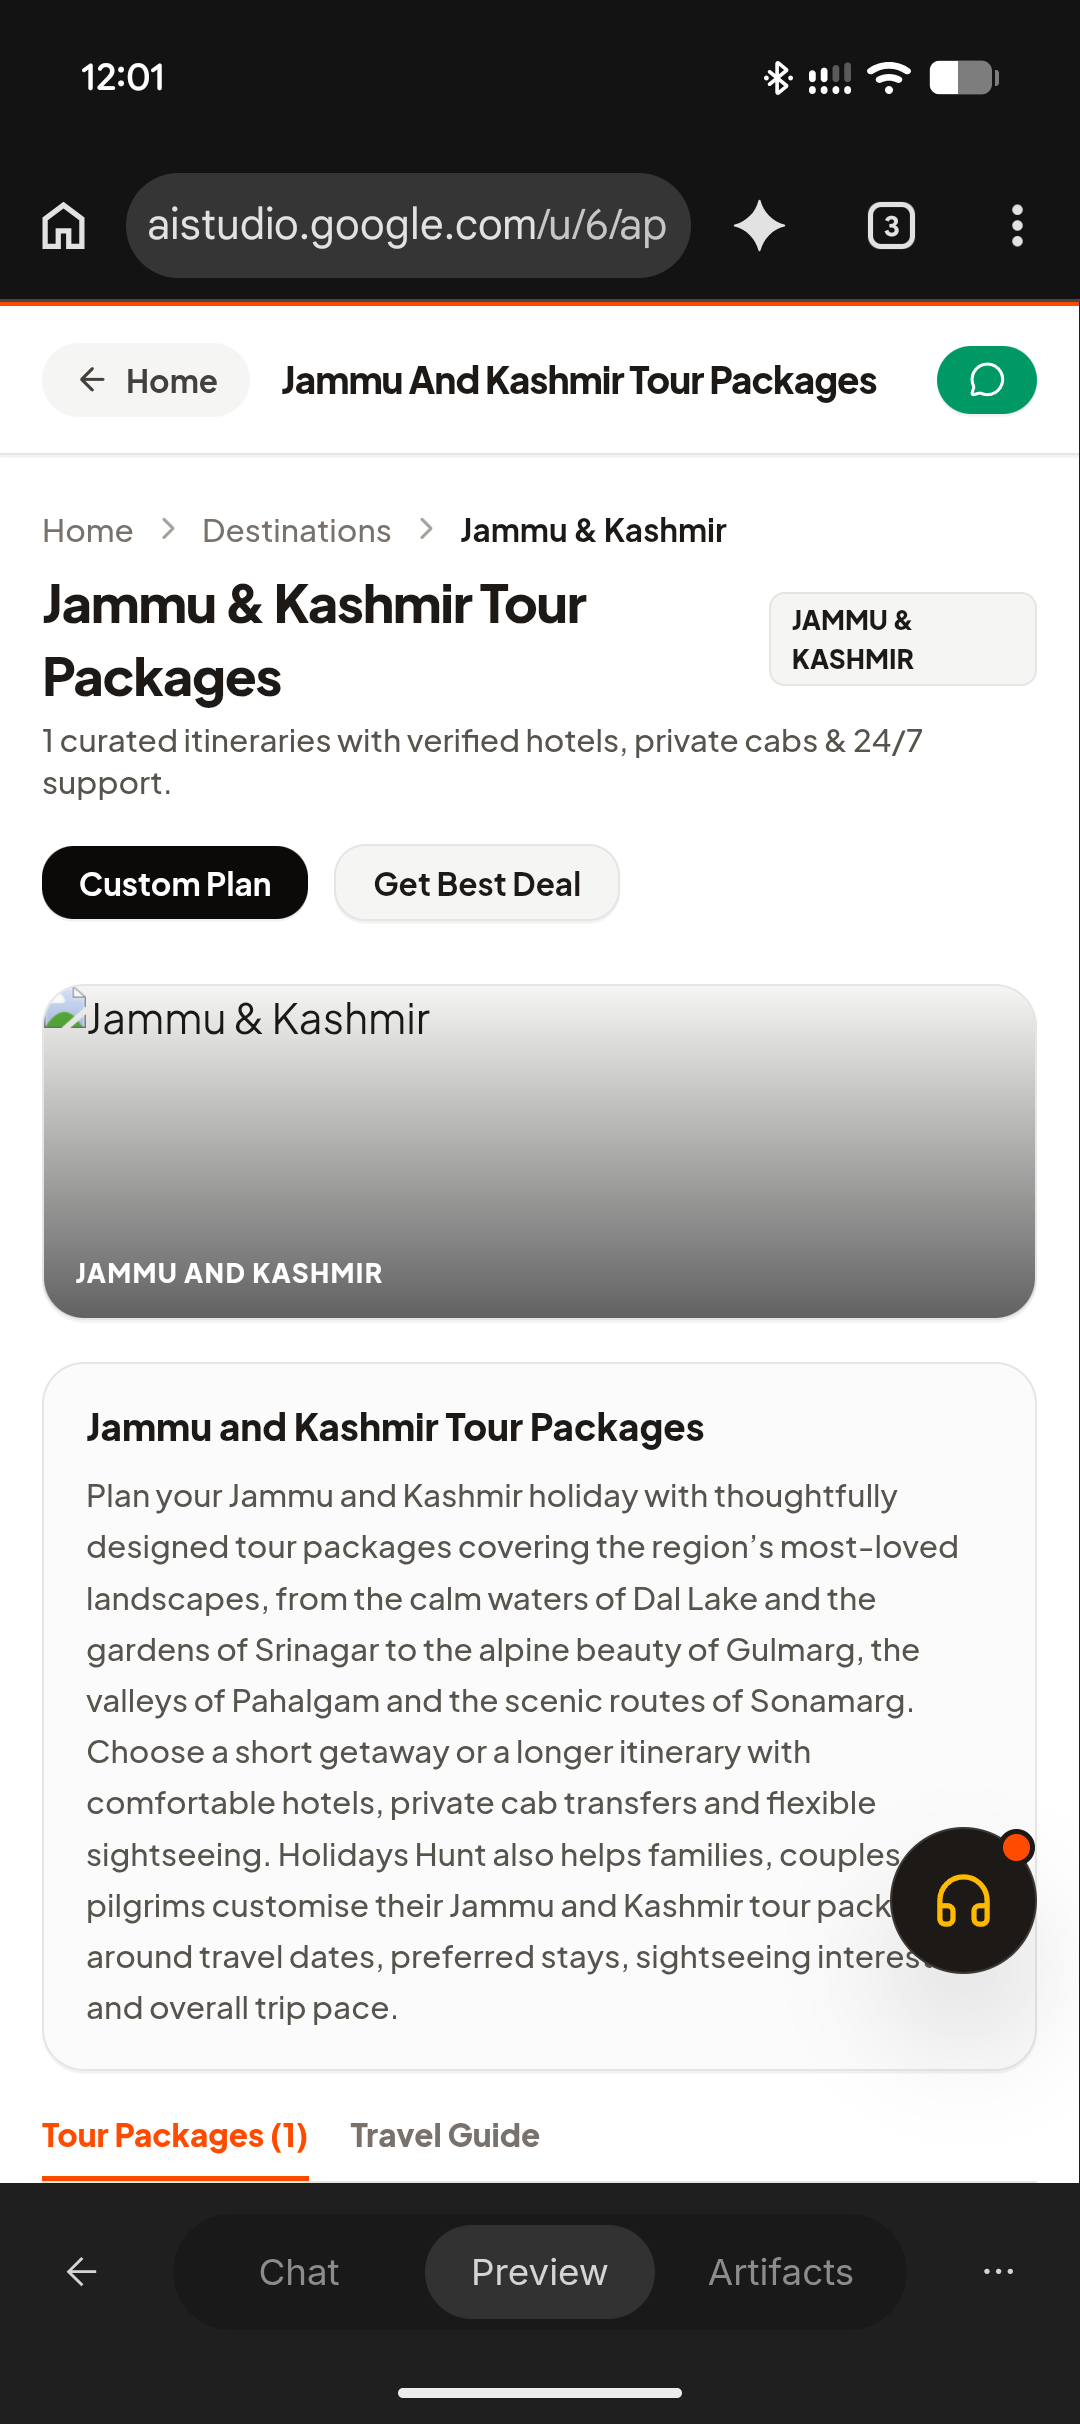 12:01
aistudio.google.com/u/6/ap
3
Home
Jammu And Kashmir Tour Packages
Home > Destinations > Jammu & Kashmir
Jammu & Kashmir Tour
Packages
JAMMU &
KASHMIR
1 curated itineraries with verified hotels, private cabs & 24/7
support.
Custom Plan
Get Best Deal
Jammu & Kashmir
JAMMU AND KASHMIR
Jammu and Kashmir Tour Packages
Plan your Jammu and Kashmir holiday with thoughtfully
designed tour packages covering the region’s most-loved
landscapes, from the calm waters of Dal Lake and the
gardens of Srinagar to the alpine beauty of Gulmarg, the
valleys of Pahalgam and the scenic routes of Sonamarg.
Choose a short getaway or a longer itinerary with
comfortable hotels, private cab transfers and flexible
sightseeing. Holidays Hunt also helps families, couples
pilgrims customise their Jammu and Kashmir tour pack
around travel dates, preferred stays, sightseeing interes
and overall trip pace.
Tour Packages (1)
Travel Guide
Chat
Preview
Artifacts